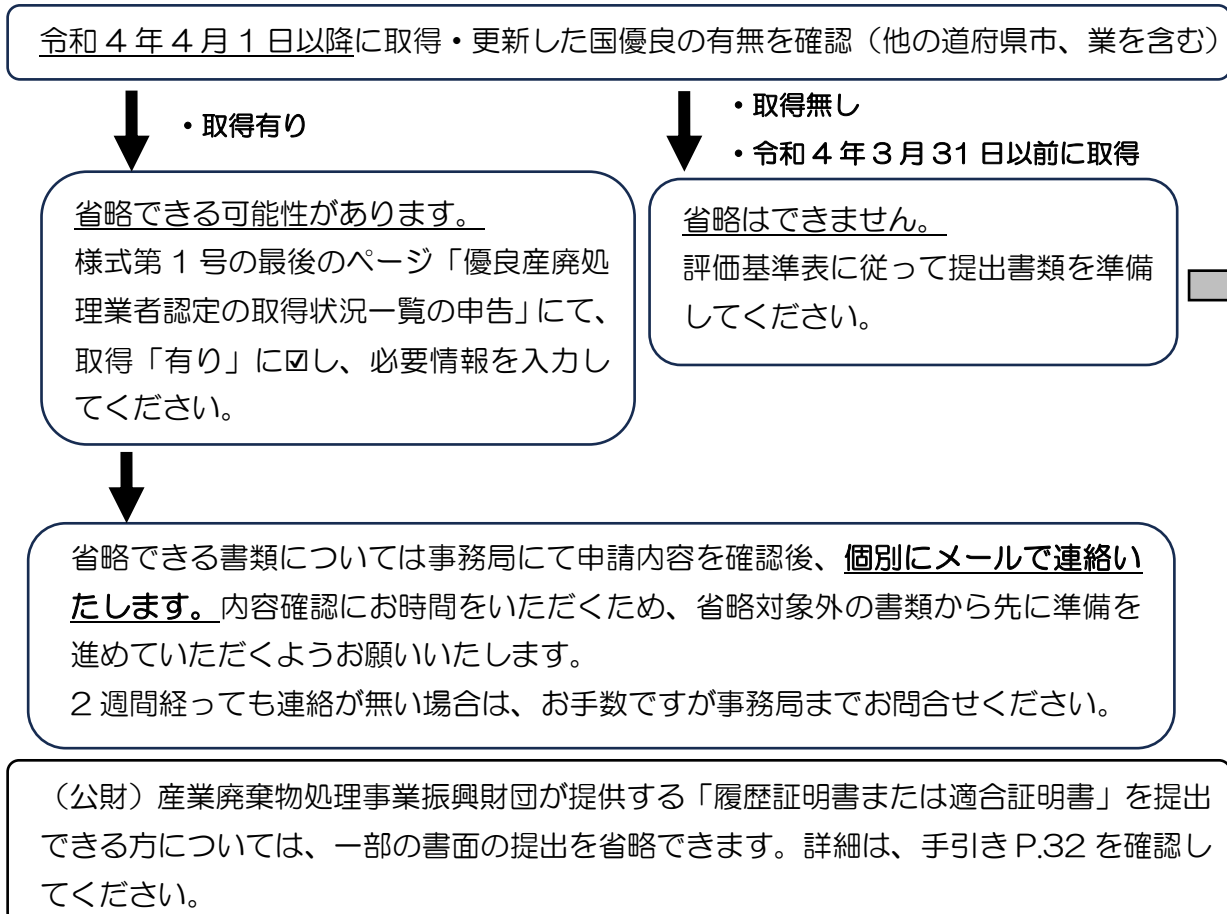 令和4年4月1日以降に取得・更新した国優良の有無を確認（他の道府県市、業を含む）
・取得有り
・取得無し
・令和4年3月31日以前に取得
省略できる可能性があります。
様式第1号の最後のページ「優良産廃処
理業者認定の取得状況一覧の申告」にて、
取得「有り」に☑し、必要情報を入力し
てください。
省略はできません。
評価基準表に従って提出書類を準備
してください。
省略できる書類については事務局にて申請内容を確認後、個別にメールで連絡い
たします。内容確認にお時間をいただくため、省略対象外の書類から先に準備を
進めていただくようお願いいたします。
2週間経っても連絡が無い場合は、お手数ですが事務局までお問合せください。
（公財）産業廃棄物処理事業振興財団が提供する「履歴証明書または適合証明書」を提出
できる方については、一部の書面の提出を省略できます。詳細は、手引きP.32を確認し
てください。